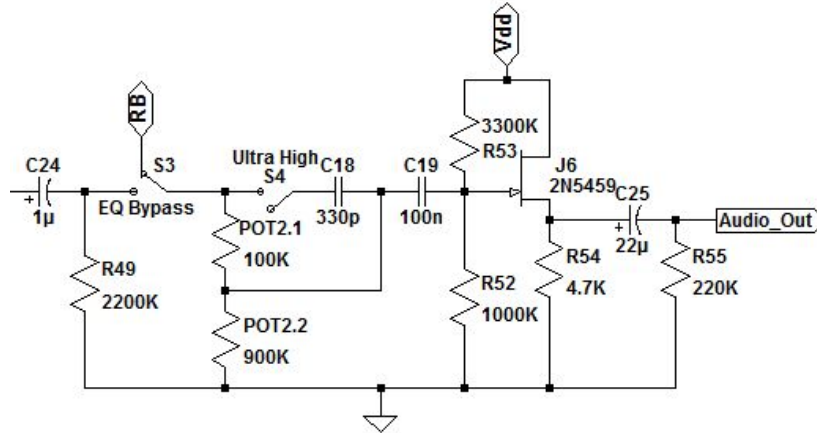 Vdd
RB
3300K
R53
S3
Ultra High
S4
C18
C19
J6
2N5459
C24
C25
+
1µ
EQ Bypass
330p
100n
Audio_Out
POT2.1
100K
+
22µ
R49
2200K
R52
1000K
R54
4.7K
R55
220K
POT2.2
900K